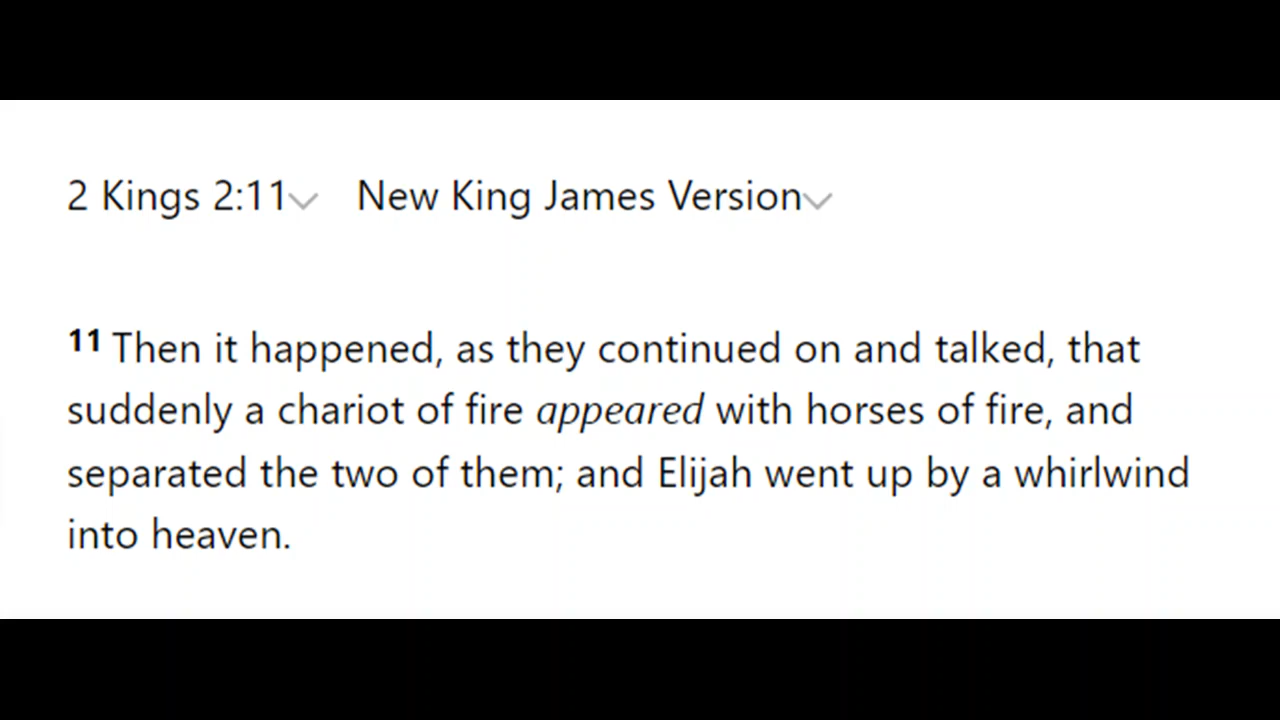 2 Kings 2:11 New King James Version
11 Then it happened, as they continued on and talked, that
suddenly a chariot of fire appeared with horses of fire, and
separated the two of them; and Elijah went up by a whirlwind
into heaven.